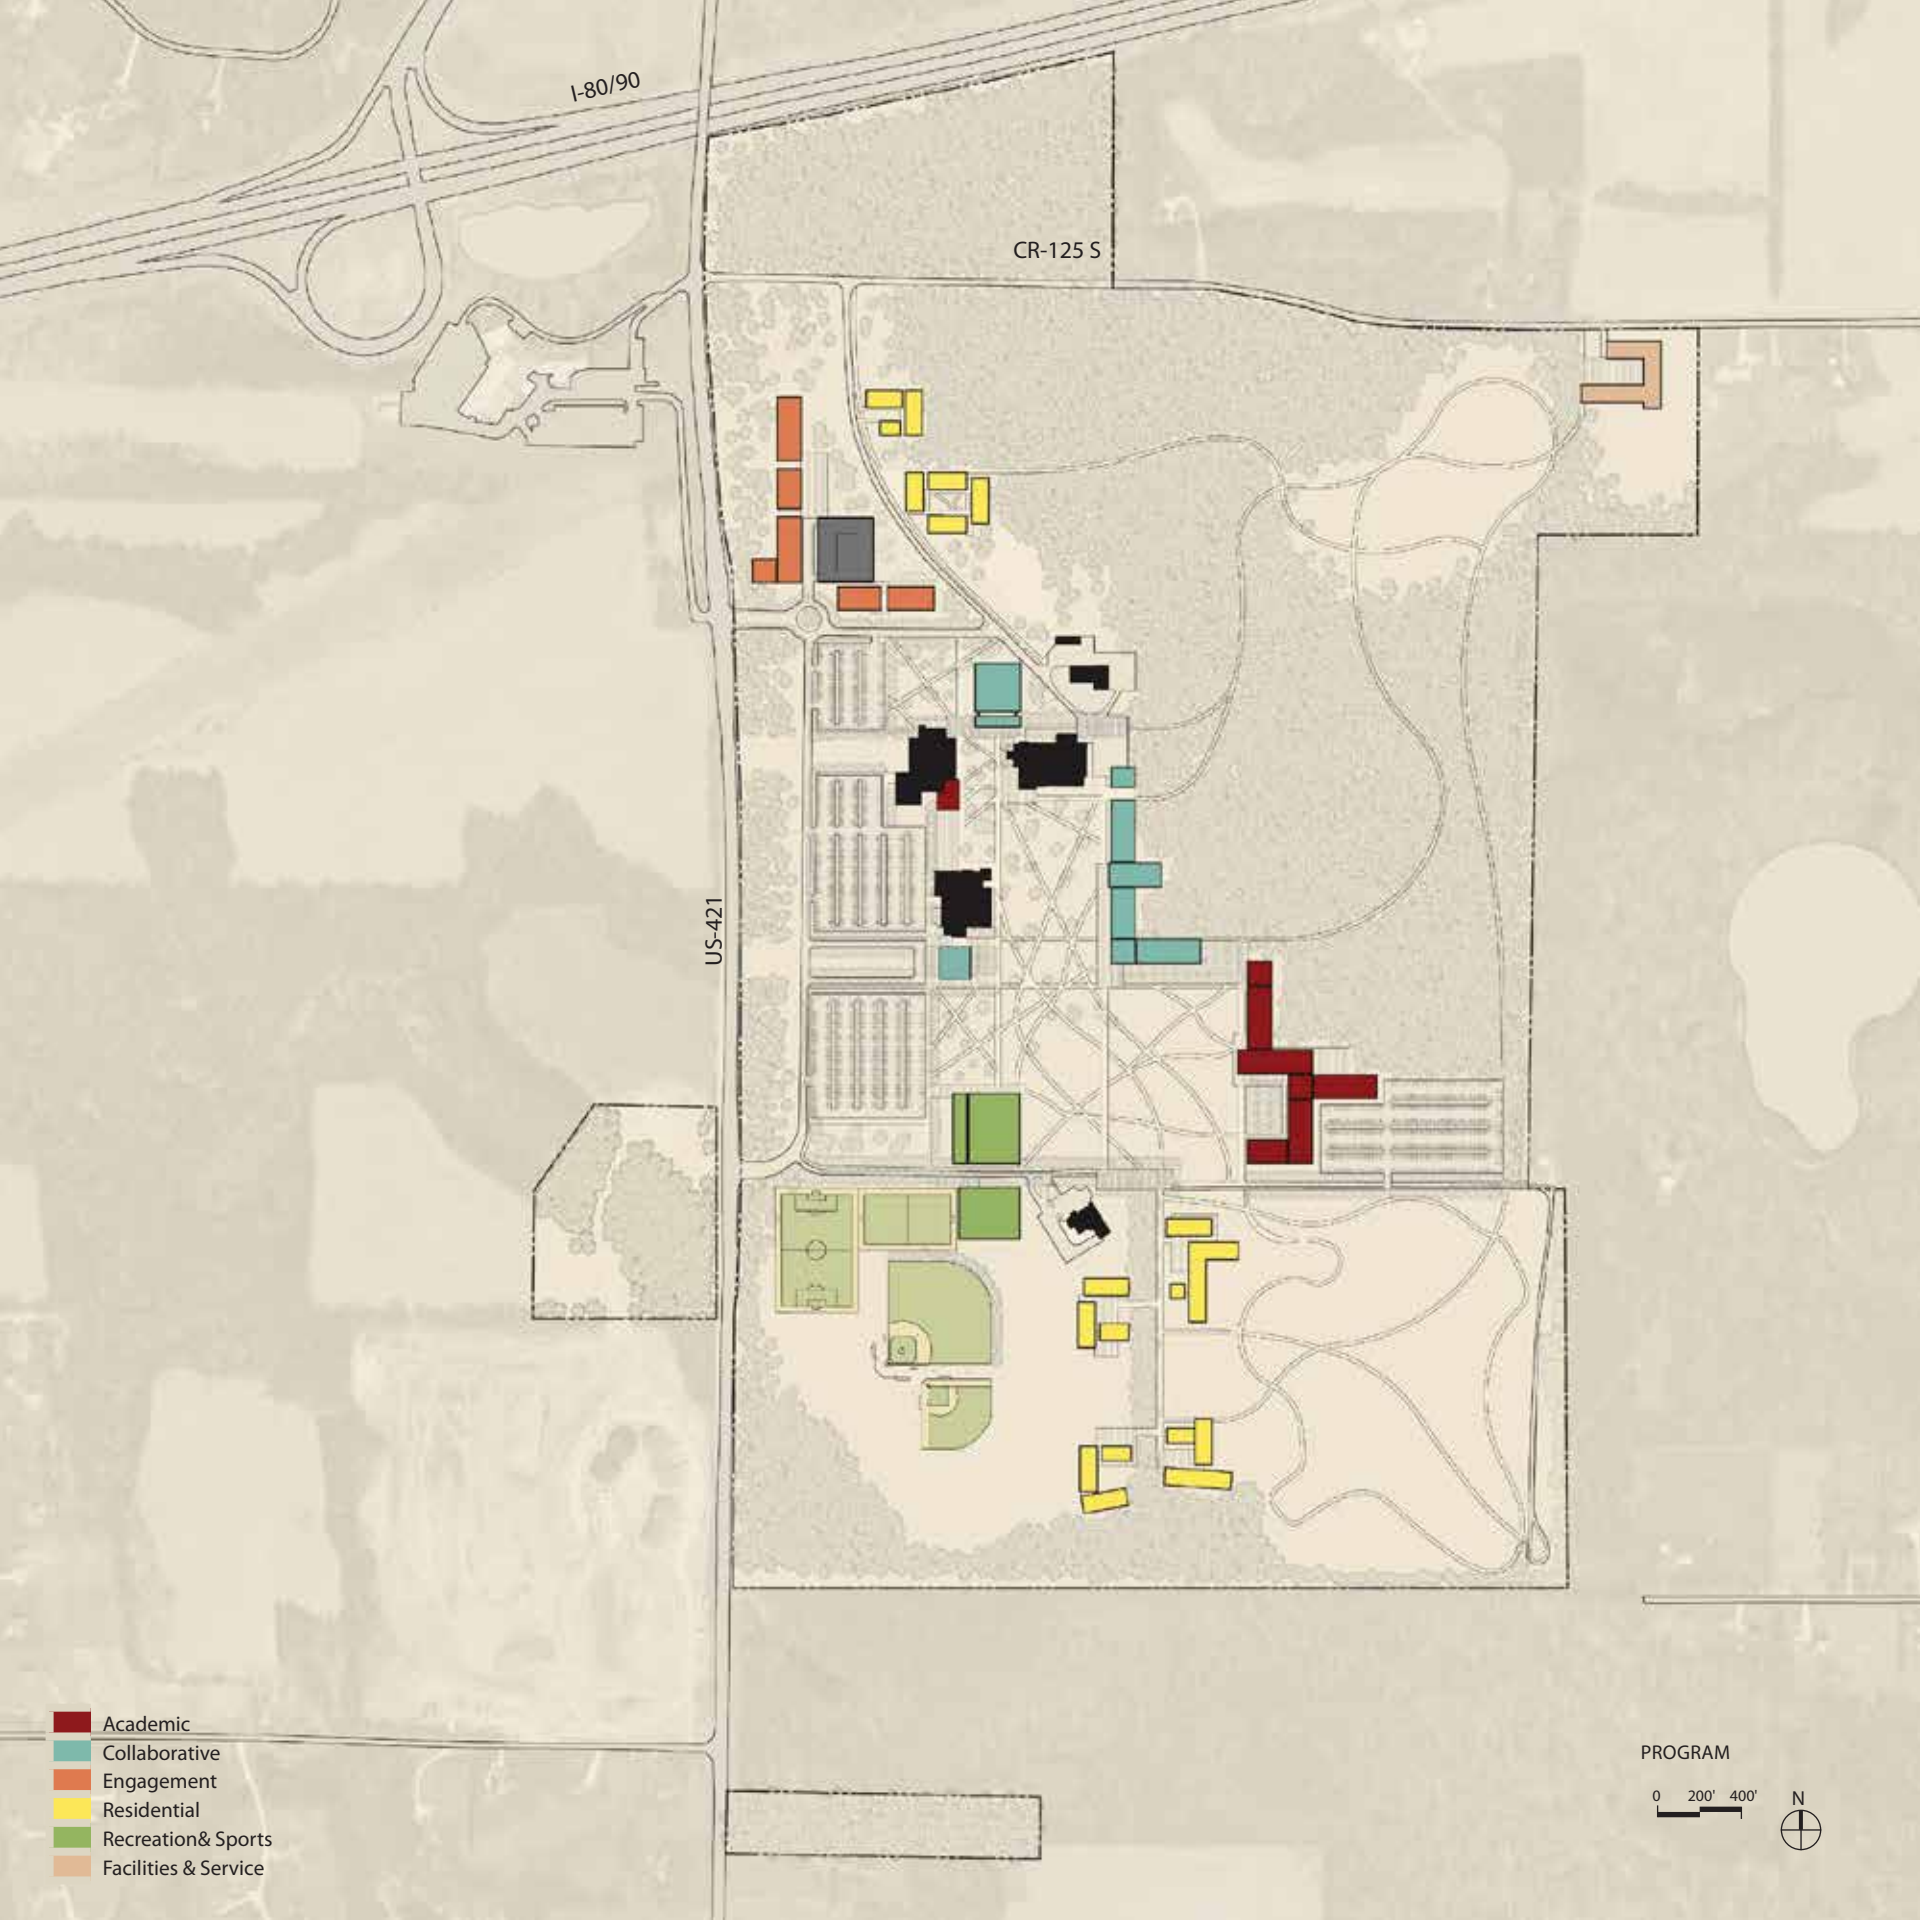 I-80/90
CR-125 S
US-421
Academic
Collaborative
Engagement
Residential
Recreation& Sports
Facilities & Service
PROGRAM
0 200' 400'
N